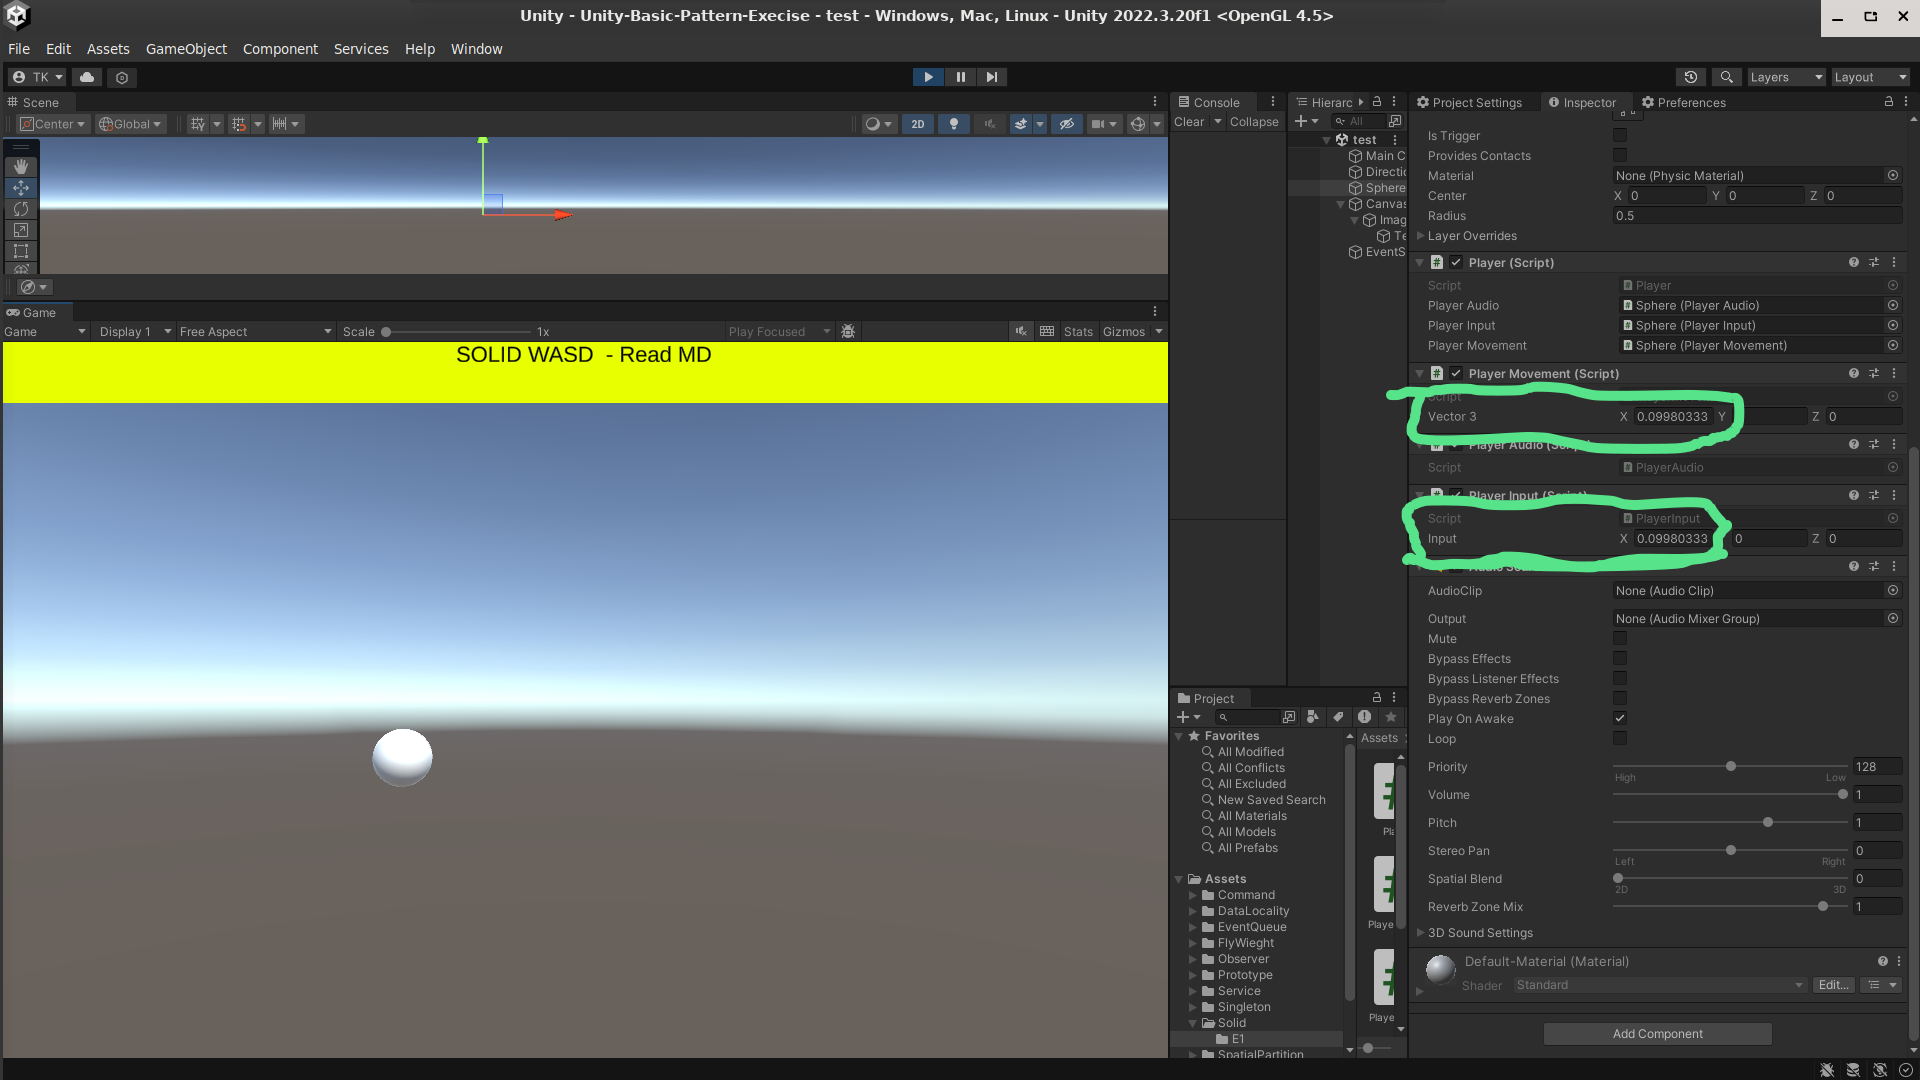 Unity - Unity-Basic-Pattern-Execise - test - Windows, Mac, Linux - Unity 2022.3.20f1 <OpenGL 4.5>
File Edit Assets GameObject Component Services Help Window
TK
Layers Layout
Scene
Center Global
2D
Game
Game Display 1 Free Aspect Scale 1x Play Focused Stats Gizmos
SOLID WASD - Read MD
Console
Clear Collapse
Hierarc
All
test
Main C
Directi
Sphere
Canvas
Imag
Te
EventS
Project
Favorites
All Modified
All Conflicts
All Excluded
New Saved Search
All Materials
All Models
All Prefabs
Assets
Command
DataLocality
EventQueue
FlyWieght
Observer
Prototype
Service
Singleton
Solid
E1
SpatialPartition
Assets
Pla
Playe
Playe
Project Settings Inspector Preferences
Is Trigger
Provides Contacts
Material None (Physic Material)
Center X 0 Y 0 Z 0
Radius 0.5
Layer Overrides
# Player (Script)
Script Player
Player Audio Sphere (Player Audio)
Player Input Sphere (Player Input)
Player Movement Sphere (Player Movement)
# Player Movement (Script)
Script
Vector 3 X 0.09980333 Y Z 0
Player Audio (Script)
Script PlayerAudio
Player Input (Script)
Script PlayerInput
Input X 0.09980333 0 Z 0
AudioClip None (Audio Clip)
Output None (Audio Mixer Group)
Mute
Bypass Effects
Bypass Listener Effects
Bypass Reverb Zones
Play On Awake
Loop
Priority 128
High Low
Volume 1
Pitch 1
Stereo Pan 0
Left Right
Spatial Blend 0
2D 3D
Reverb Zone Mix 1
3D Sound Settings
Default-Material (Material)
Shader Standard Edit...
Add Component